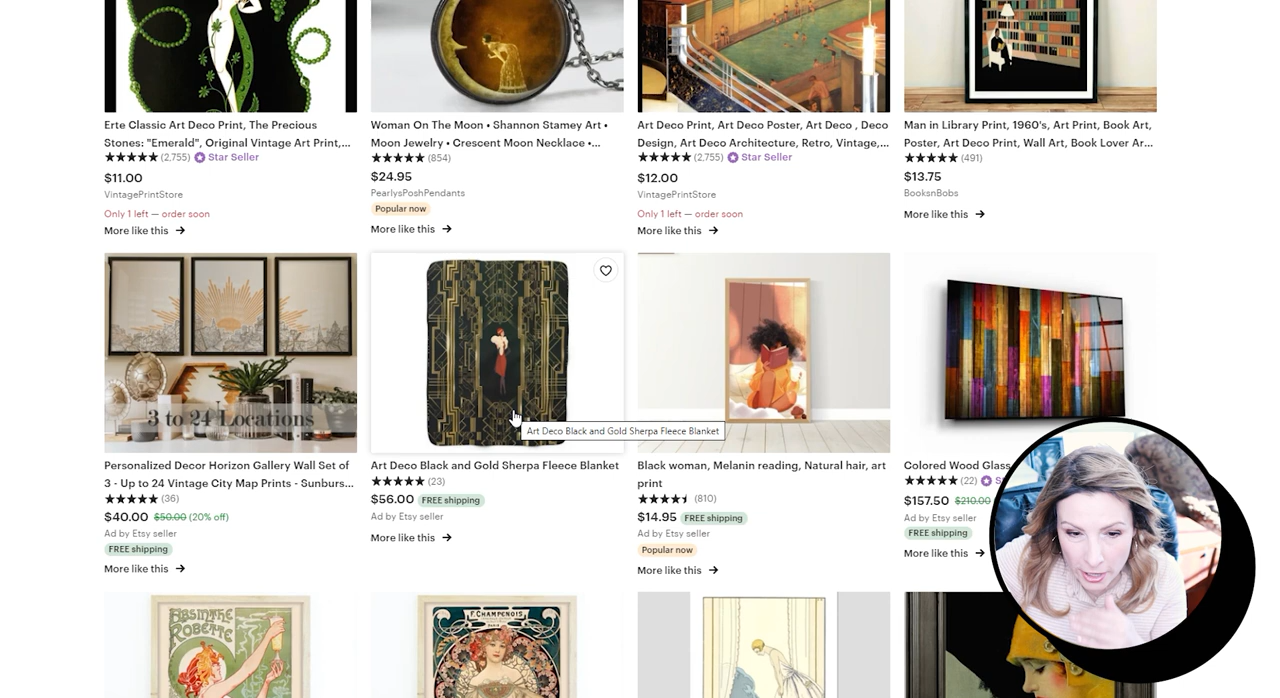 Erte Classic Art Deco Print, The Precious
Stones: "Emerald", Original Vintage Art Print,...
(2,755) Star Seller
$11.00
VintagePrintStore
Only 1 left — order soon
More like this →
Woman On The Moon • Shannon Stamey Art •
Moon Jewelry • Crescent Moon Necklace •...
(854)
$24.95
PearlysPoshPendants
Popular now
More like this →
Art Deco Print, Art Deco Poster, Art Deco , Deco
Design, Art Deco Architecture, Retro, Vintage,...
(2,755) Star Seller
$12.00
VintagePrintStore
Only 1 left — order soon
More like this →
Man in Library Print, 1960's, Art Print, Book Art,
Poster, Art Deco Print, Wall Art, Book Lover Ar...
(491)
$13.75
BooksnBobs
More like this →
3 to 24 Locations
Personalized Decor Horizon Gallery Wall Set of
3 - Up to 24 Vintage City Map Prints - Sunburs...
(36)
$40.00 $50.00 (20% off)
Ad by Etsy seller
FREE shipping
More like this →
Art Deco Black and Gold Sherpa Fleece Blanket
Art Deco Black and Gold Sherpa Fleece Blanket
(23)
$56.00 FREE shipping
Ad by Etsy seller
More like this →
Black woman, Melanin reading, Natural hair, art
print
(810)
$14.95 FREE shipping
Ad by Etsy seller
Popular now
More like this →
Colored Wood Glass
(22)
$157.50 $210.00
Ad by Etsy seller
FREE shipping
More like this →
ABSINTHE
ROBETTE
F. CHAMPENOIS